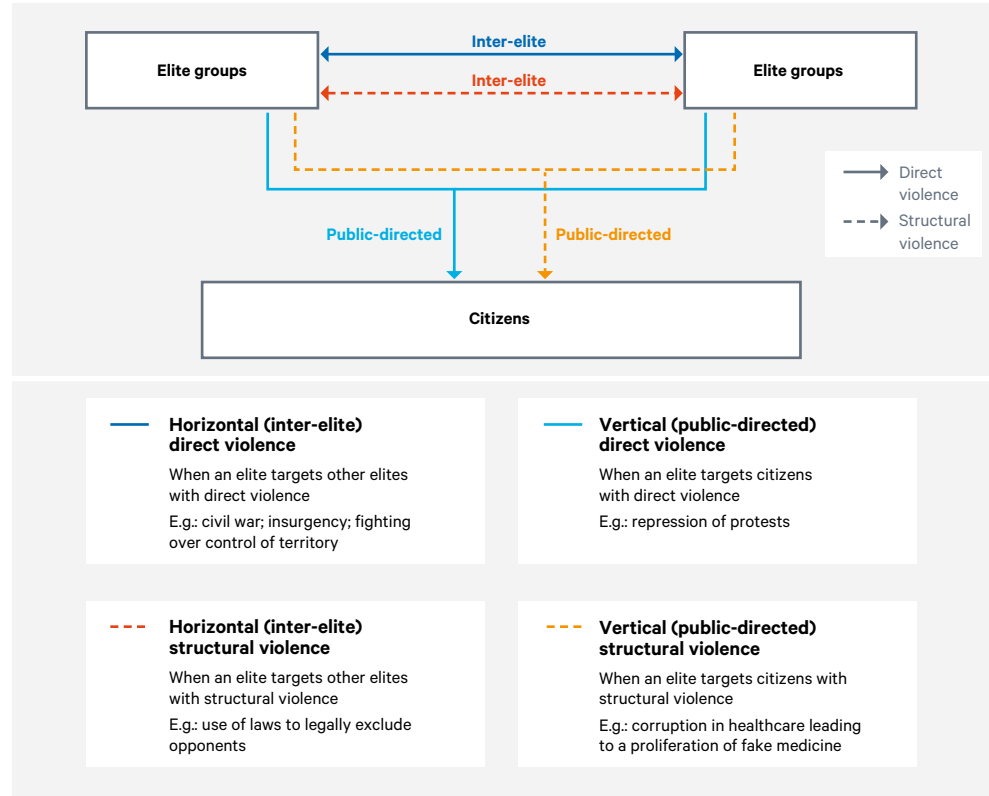 Inter-elite
Elite groups
Elite groups
Inter-elite
Direct
violence
Structural
violence
Public-directed
Public-directed
Citizens
Horizontal (inter-elite)
direct violence
When an elite targets other elites
with direct violence
E.g.: civil war; insurgency; fighting
over control of territory
Vertical (public-directed)
direct violence
When an elite targets citizens
with direct violence
E.g.: repression of protests
Horizontal (inter-elite)
structural violence
When an elite targets other elites
with structural violence
E.g.: use of laws to legally exclude
opponents
Vertical (public-directed)
structural violence
When an elite targets citizens with
structural violence
E.g.: corruption in healthcare leading
to a proliferation of fake medicine